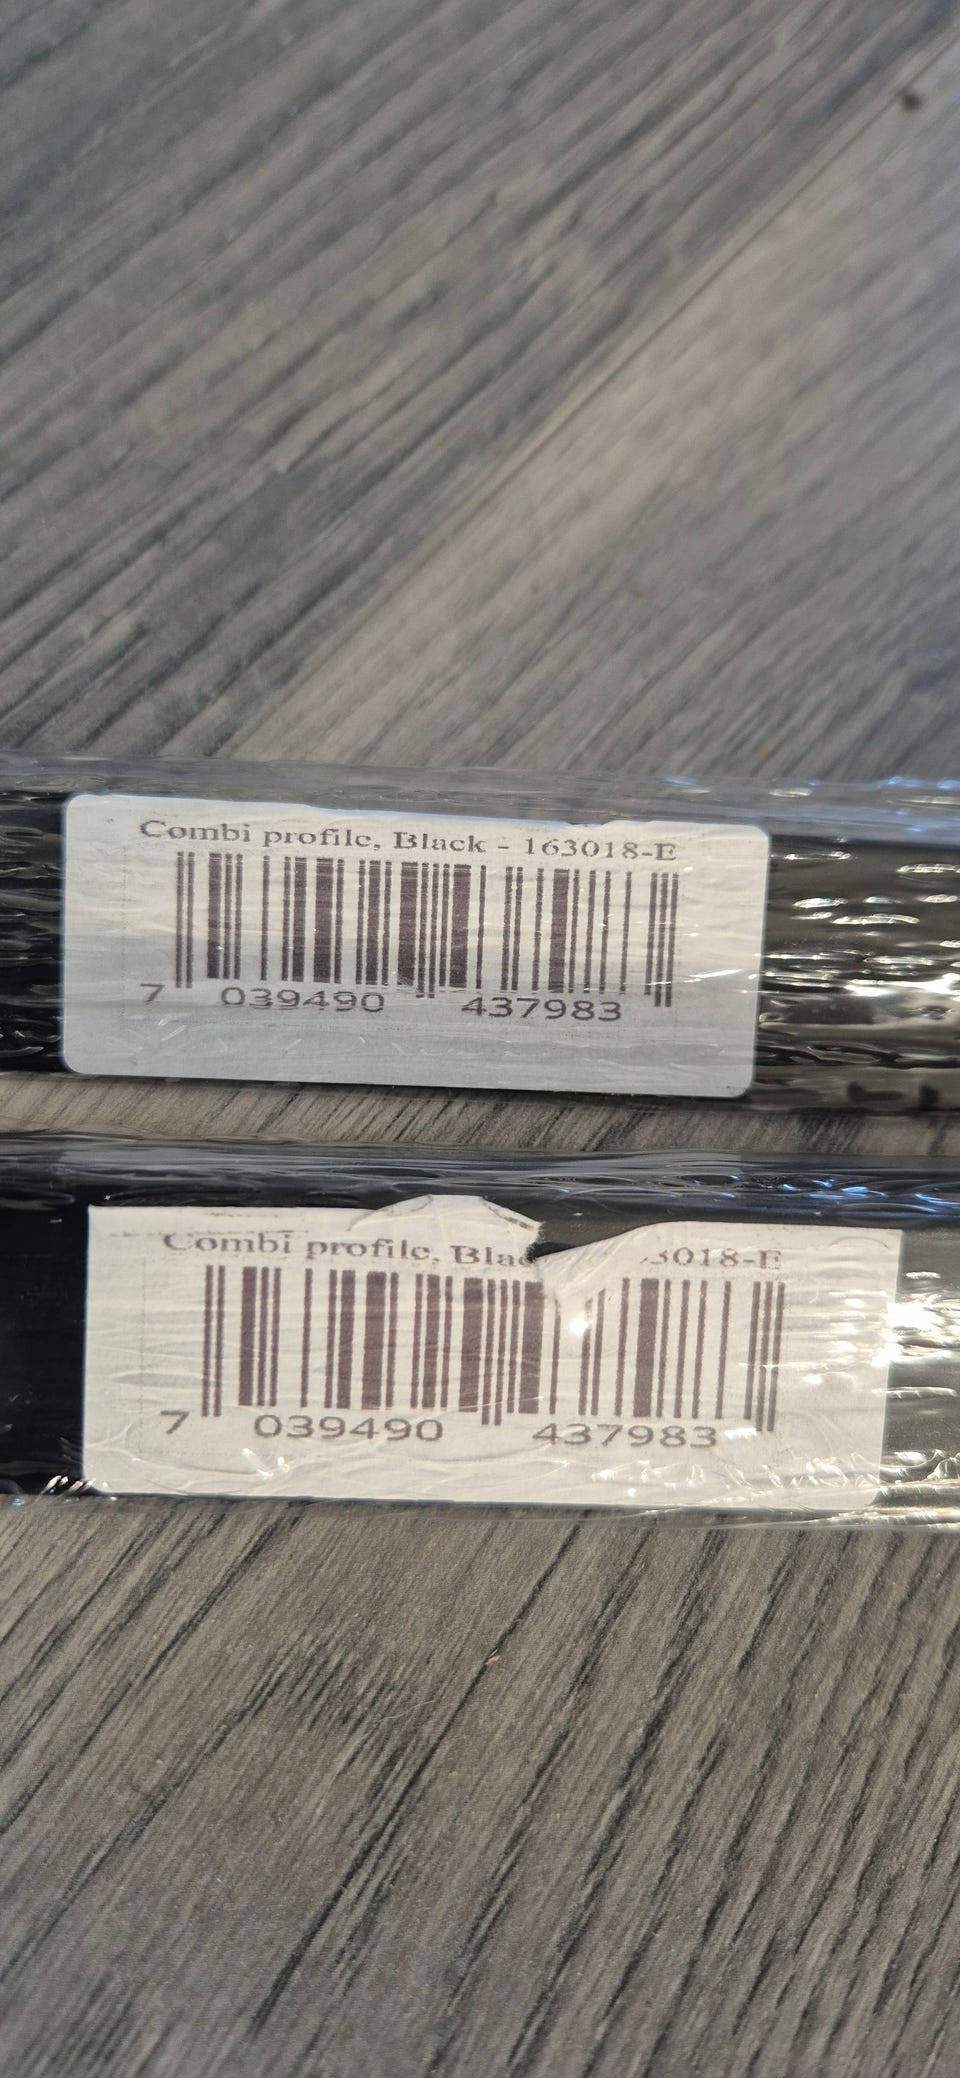 Combi profile, Black - 163018-E
7 039490 437983
Combi profile, Blac 3018-E
7 039490 437983